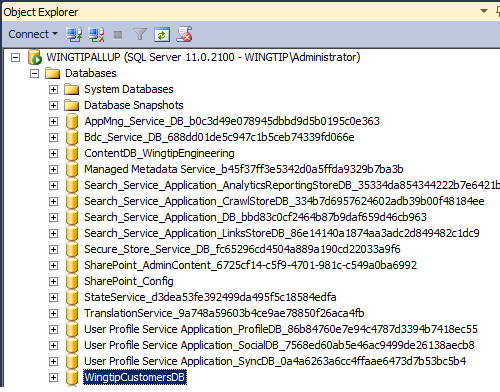 Object Explorer
Connect
WINGTIPALLUP (SQL Server 11.0.2100 - WINGTIP\Administrator)
Databases
System Databases
Database Snapshots
AppMng_Service_DB_b0c3d49e078945dbbd9d5b0195c0e363
Bdc_Service_DB_688dd01de5c947c1b5ceb74339fd066e
ContentDB_WingtipEngineering
Managed Metadata Service_b45f37ff3e5342d0a5ffda9329b7ba3b
Search_Service_Application_AnalyticsReportingStoreDB_35334da854344222b7e6421b
Search_Service_Application_CrawlStoreDB_334b7d6957624602adb39b00f48184ee
Search_Service_Application_DB_bbd83c0cf2464b87b9daf659d46cb963
Search_Service_Application_LinksStoreDB_86e14140a1874aa3adc2d849482c1dc9
Secure_Store_Service_DB_fc65296cd4504a889a190cd22033a9f6
SharePoint_AdminContent_6725cf14-c5f9-4701-981c-c549a0ba6992
SharePoint_Config
StateService_d3dea53fe392499da495f5c18584edfa
TranslationService_9a748a59603b4ce9ae78850f26aca4fb
User Profile Service Application_ProfileDB_86b84760e7e94c4787d3394b7418ec55
User Profile Service Application_SocialDB_7568ed60ab5e46ac9499de26138aecb8
User Profile Service Application_SyncDB_0a4a6263a6cc4ffaae6473d7b53bc5b4
WingtipCustomersDB